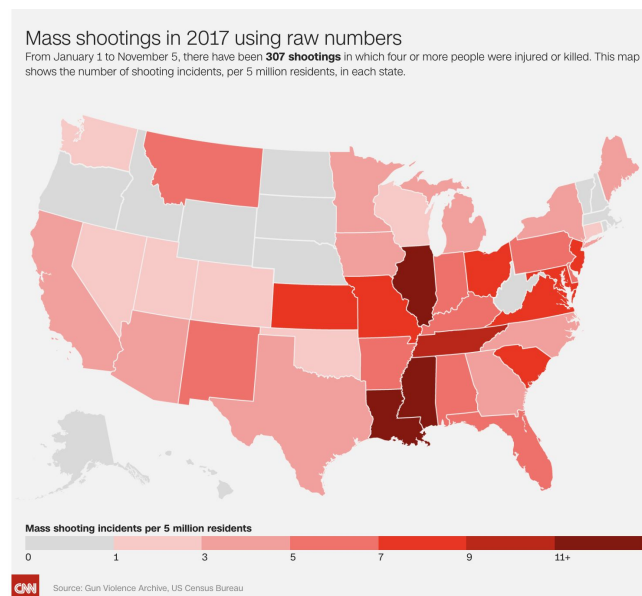 Mass shootings in 2017 using raw numbers
From January 1 to November 5, there have been 307 shootings in which four or more people were injured or killed. This map
shows the number of shooting incidents, per 5 million residents, in each state.
Mass shooting incidents per 5 million residents
0 1 3 5 7 9 11+
CNN Source: Gun Violence Archive, US Census Bureau